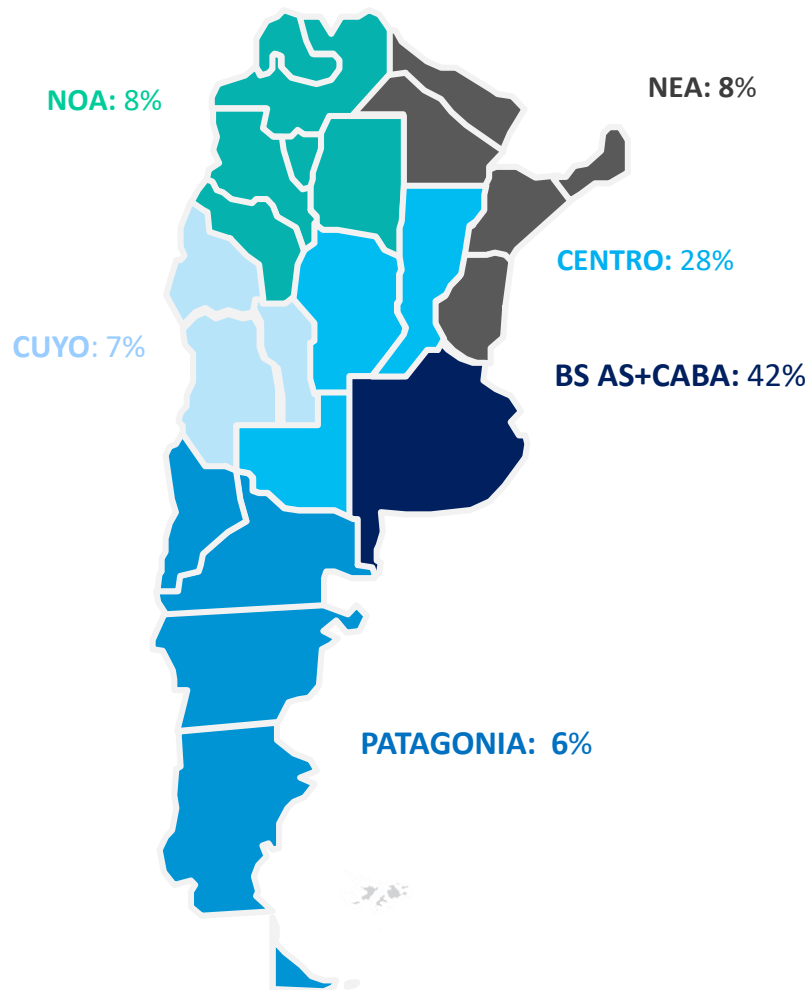 NOA: 8%
NEA: 8%
CENTRO: 28%
CUYO: 7%
BS AS+CABA: 42%
PATAGONIA: 6%